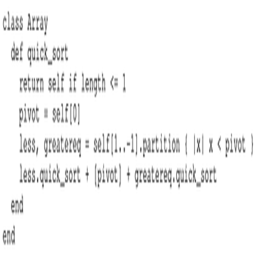 class Array
def quick_sort
return self if length <= 1
pivot = self[0]
less, greatereq = self[1..-1].partition { |x| x < pivot }
less.quick_sort + [pivot] + greatereq.quick_sort
end
end